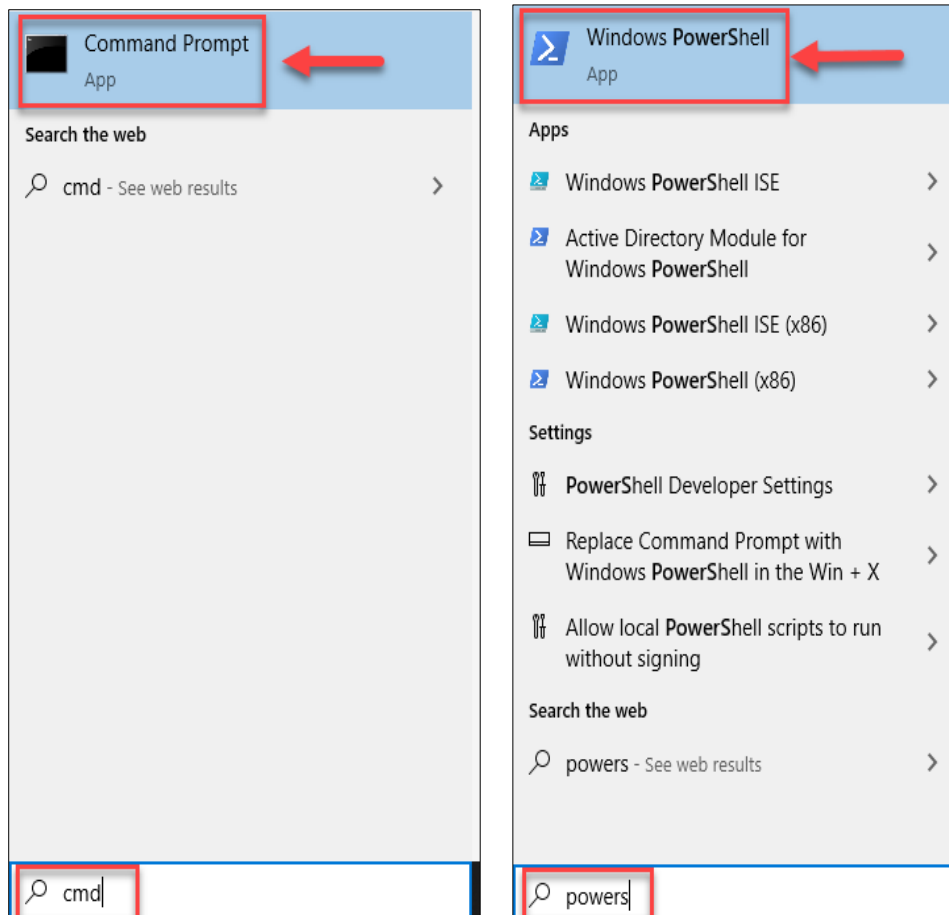 Command Prompt
App
Search the web
cmd - See web results
cmd
Windows PowerShell
App
Apps
Windows PowerShell ISE
Active Directory Module for
Windows PowerShell
Windows PowerShell ISE (x86)
Windows PowerShell (x86)
Settings
PowerShell Developer Settings
Replace Command Prompt with
Windows PowerShell in the Win + X
Allow local PowerShell scripts to run
without signing
Search the web
powers - See web results
powers